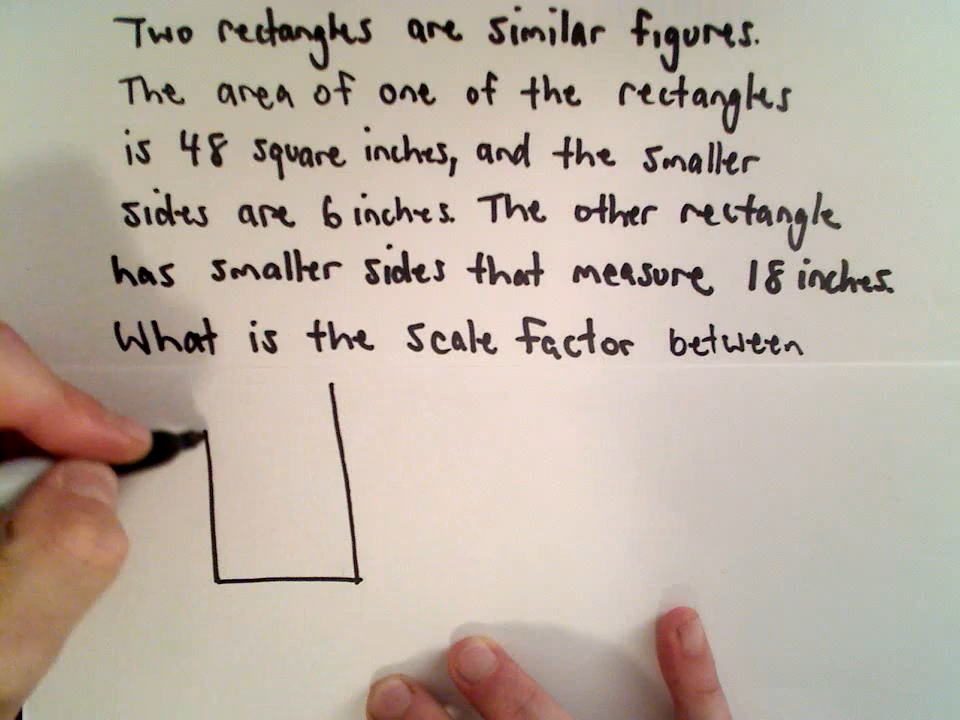 Two rectangles are similar figures.
The area of one of the rectangles
is 48 square inches, and the smaller
sides are 6 inches. The other rectangle
has smaller sides that measure 18 inches.
What is the scale factor between